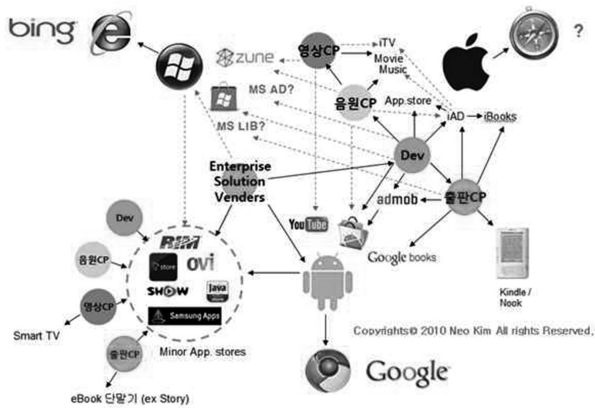 bing
zune
영상CP
iTV
Movie
Music
?
MS AD?
음원CP
App.store
iAD
iBooks
MS LIB?
Dev
Enterprise
Solution
Venders
admob
출판CP
YouTube
Google books
Kindle /
Nook
Dev
음원CP
영상CP
출판CP
RIM
store
ovi
SHOW
Java
store
Samsung Apps
Smart TV
Minor App. stores
eBook 단말기 (ex Story)
Copyrights© 2010 Neo Kim All rights Reserved.
Google